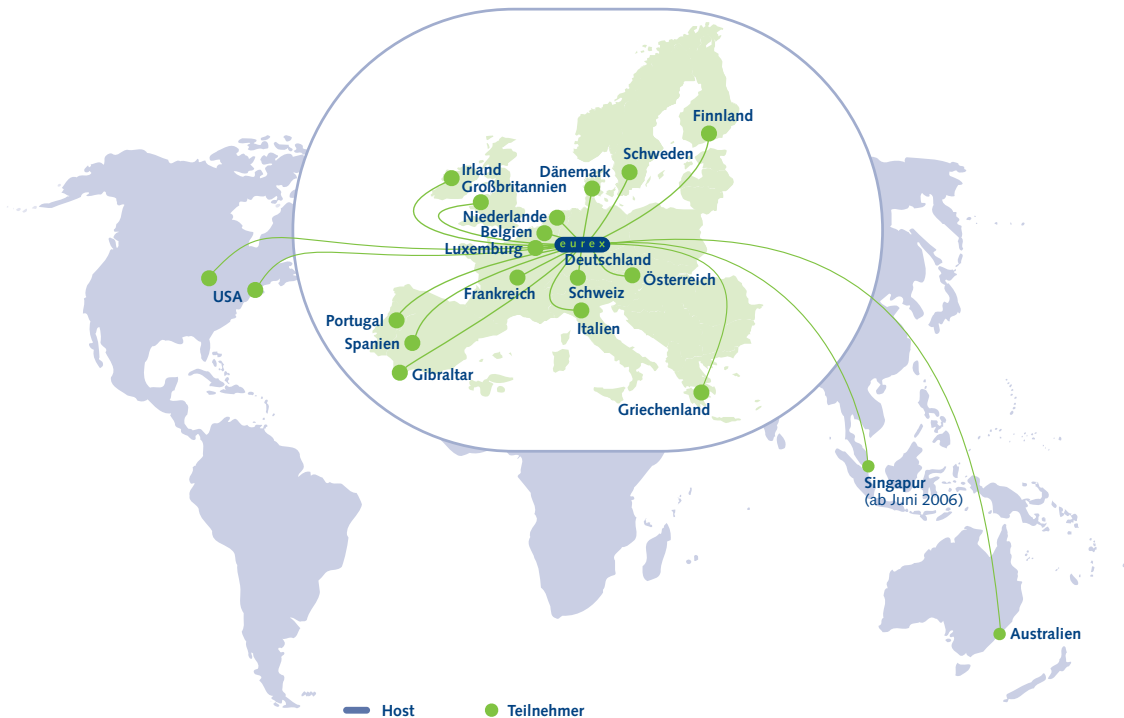 Finnland
Schweden
Irland
Dänemark
Großbritannien
Niederlande
Belgien
eurex
Luxemburg
Deutschland
Österreich
USA
Frankreich
Schweiz
Portugal
Italien
Spanien
Gibraltar
Griechenland
Singapur
(ab Juni 2006)
Australien
Host
Teilnehmer